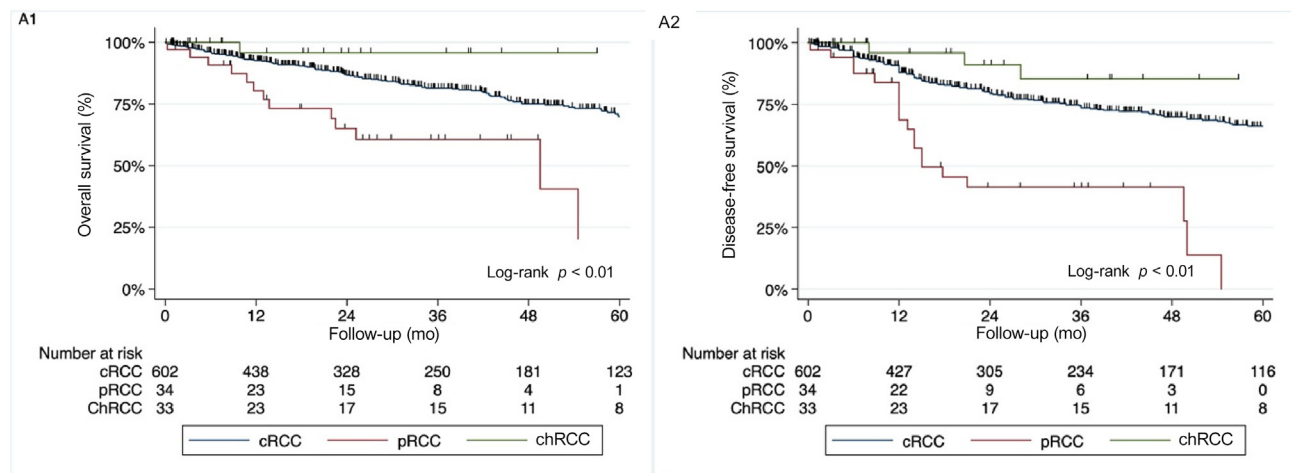 A1
100%
75%
50%
25%
0%
Overall survival (%)
Log-rank p < 0.01
0 12 24 36 48 60
Follow-up (mo)
Number at risk
cRCC 602 438 328 250 181 123
pRCC 34 23 15 8 4 1
ChRCC 33 23 17 15 11 8
cRCC pRCC chRCC
A2
100%
75%
50%
25%
0%
Disease-free survival (%)
Log-rank p < 0.01
0 12 24 36 48 60
Follow-up (mo)
Number at risk
cRCC 602 427 305 234 171 116
pRCC 34 22 9 6 3 0
ChRCC 33 23 17 15 11 8
cRCC pRCC chRCC